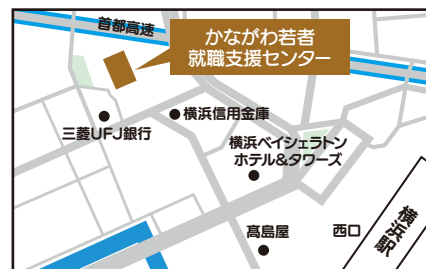 首都高速
かながわ若者
就職支援センター
三菱UFJ銀行
横浜信用金庫
横浜ベイシェラトン
ホテル&タワーズ
髙島屋
西口
横浜駅